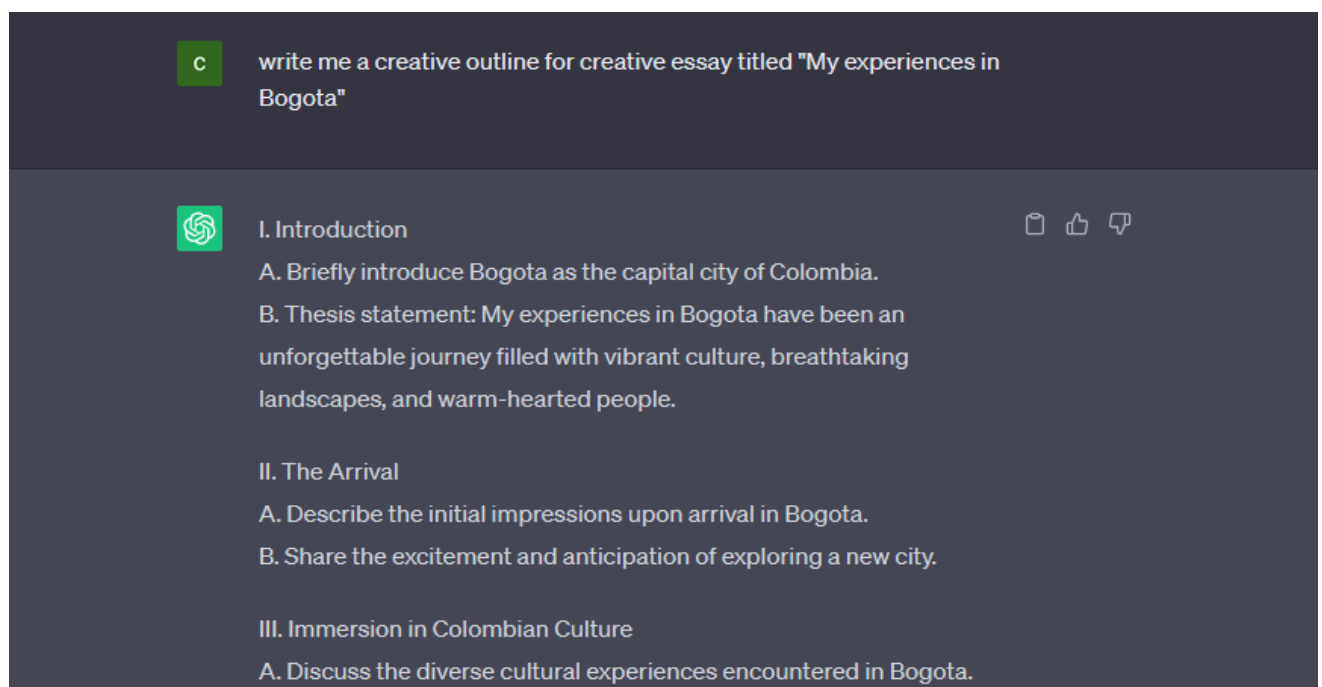 C
write me a creative outline for creative essay titled "My experiences in
Bogota"
I. Introduction
A. Briefly introduce Bogota as the capital city of Colombia.
B. Thesis statement: My experiences in Bogota have been an
unforgettable journey filled with vibrant culture, breathtaking
landscapes, and warm-hearted people.
II. The Arrival
A. Describe the initial impressions upon arrival in Bogota.
B. Share the excitement and anticipation of exploring a new city.
III. Immersion in Colombian Culture
A. Discuss the diverse cultural experiences encountered in Bogota.